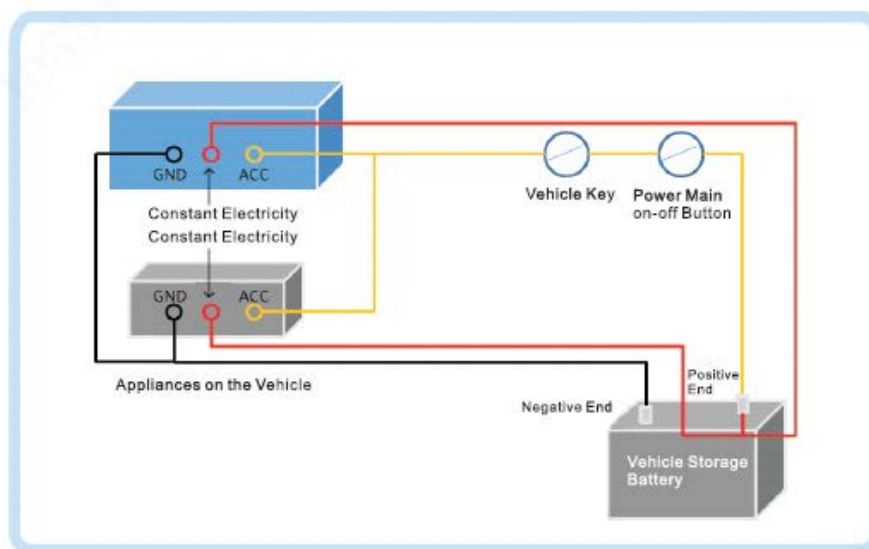 GND
ACC
Constant Electricity
Constant Electricity
GND
ACC
Appliances on the Vehicle
Vehicle Key
Power Main
on-off Button
Negative End
Positive
End
Vehicle Storage
Battery